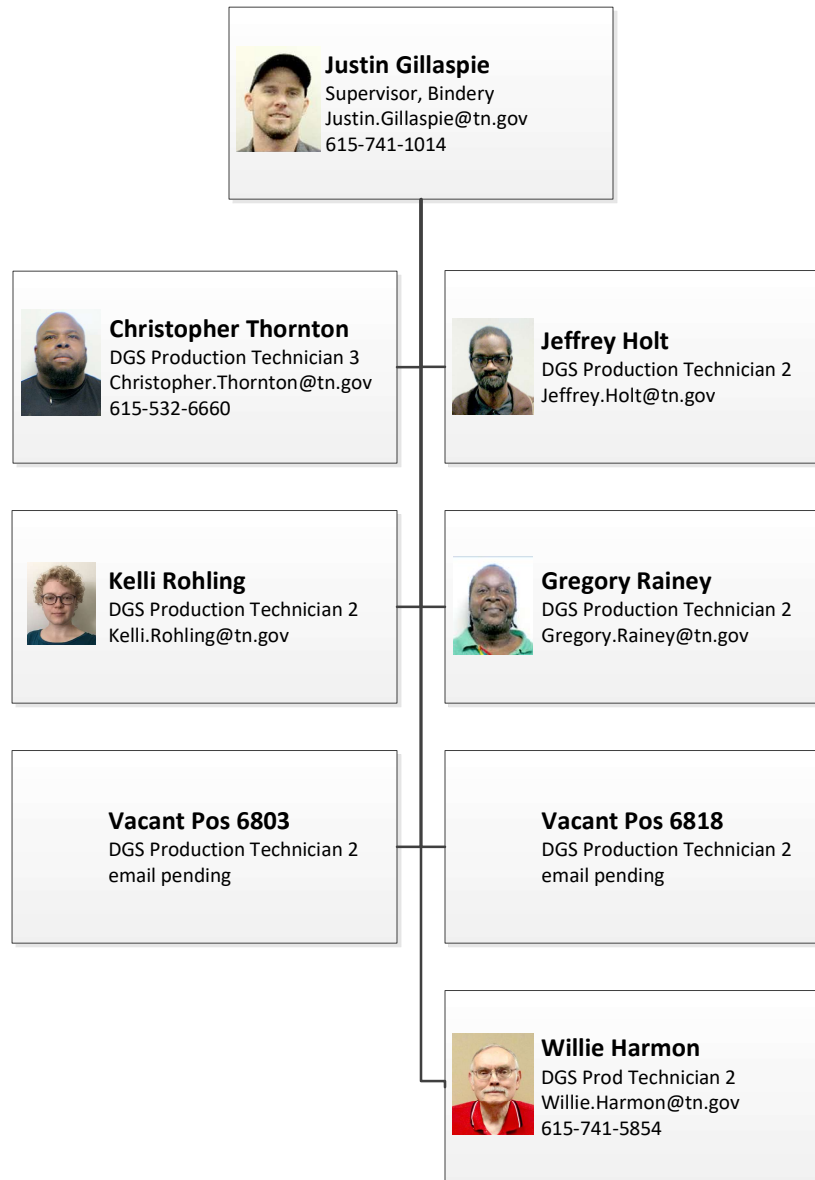 Justin Gillaspie
Supervisor, Bindery
Justin.Gillaspie@tn.gov
615-741-1014
Christopher Thornton
DGS Production Technician 3
Christopher.Thornton@tn.gov
615-532-6660
Jeffrey Holt
DGS Production Technician 2
Jeffrey.Holt@tn.gov
Kelli Rohling
DGS Production Technician 2
Kelli.Rohling@tn.gov
Gregory Rainey
DGS Production Technician 2
Gregory.Rainey@tn.gov
Vacant Pos 6803
DGS Production Technician 2
email pending
Vacant Pos 6818
DGS Production Technician 2
email pending
Willie Harmon
DGS Prod Technician 2
Willie.Harmon@tn.gov
615-741-5854